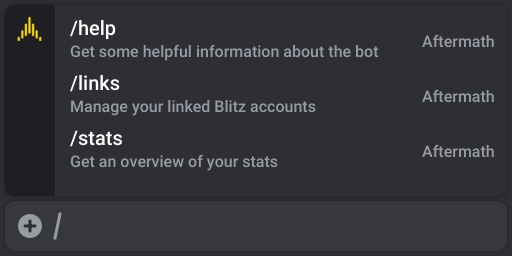 /help
Get some helpful information about the bot
Aftermath
/links
Manage your linked Blitz accounts
Aftermath
/stats
Get an overview of your stats
Aftermath
/